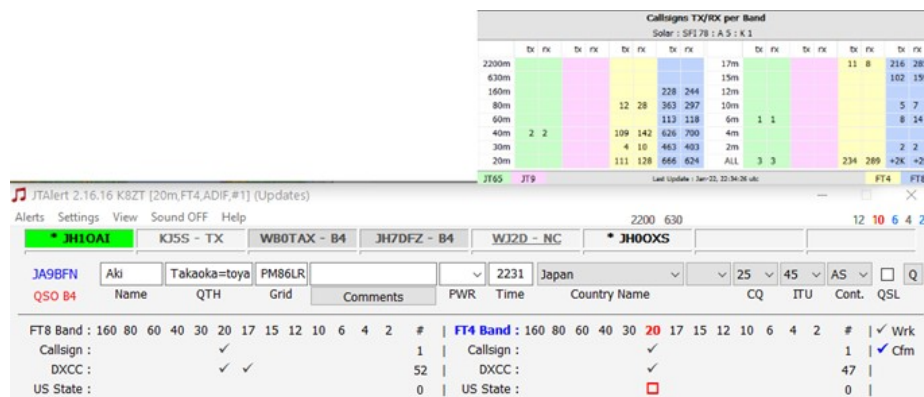 Callsigns TX/RX per Band
Solar : SFI 78 : A 5 : K 1
tx rx tx rx tx rx tx rx tx rx tx rx tx rx tx rx
2200m 17m 11 8 216
630m 15m 102
160m 228 244 12m
80m 12 28 363 297 10m 5 7
60m 113 118 6m 1 1 8 14
40m 2 2 109 142 626 700 4m
30m 4 10 463 403 2m 2 2
20m 111 128 666 624 ALL 3 3 234 289 +2K
JT65 JT9 Last Update : Jan-22, 22:34:26 utc FT4 FT8
JTAlert 2.16.16 K8ZT [20m,FT4,ADIF,#1] (Updates)
Alerts Settings View Sound OFF Help 2200 630 12 10 6 4 2
* JH1OAI KJ5S - TX WB0TAX - B4 JH7DFZ - B4 WJ2D - NC * JH0OXS
JA9BFN Aki Takaoka=toya PM86LR 2231 Japan 25 45 AS Q
QSO B4 Name QTH Grid Comments PWR Time Country Name CQ ITU Cont. QSL
FT8 Band : 160 80 60 40 30 20 17 15 12 10 6 4 2 # | FT4 Band : 160 80 60 40 30 20 17 15 12 10 6 4 2 # | ✓ Wrk
Callsign : ✓ 1 | Callsign : ✓ 1 | ✓ Cfm
DXCC : ✓ ✓ 52 | DXCC : ✓ 47 |
US State : 0 | US State : 0 |